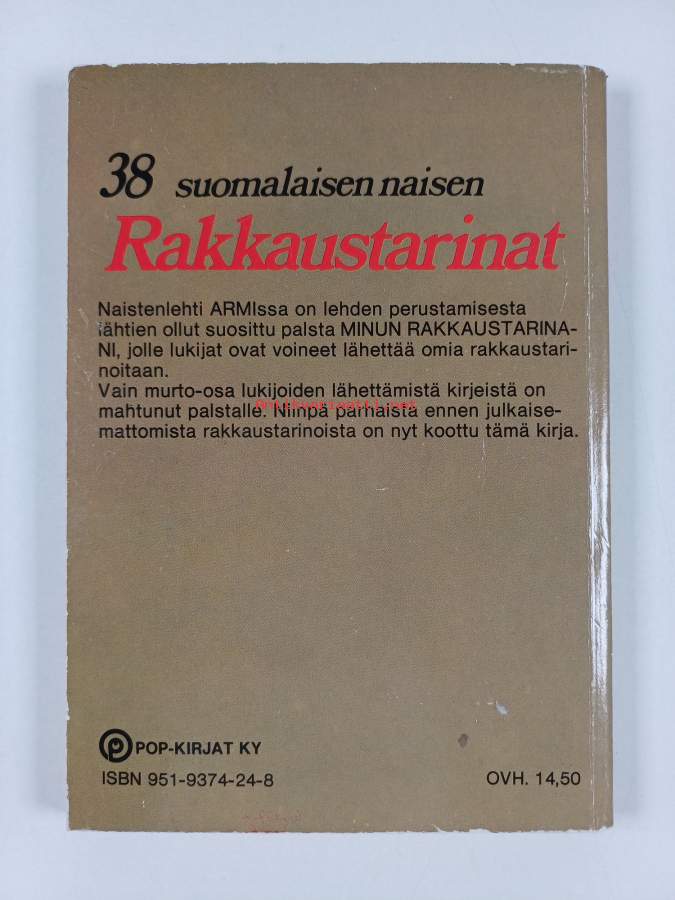 38 suomalaisen naisen
Rakkaustarinat
Naistenlehti ARMIssa on lehden perustamisesta
lähtien ollut suosittu palsta MINUN RAKKAUSTARINA-
NI, jolle lukijat ovat voineet lähettää omia rakkaustari-
noitaan.
Vain murto-osa lukijoiden lähettämistä kirjeistä on
mahtunut palstalle. Niinpä parhaista ennen julkaise-
Antikvariaatti.net
mattomista rakkaustarinoista on nyt koottu tämä kirja.
POP-KIRJAT KY
ISBN 951-9374-24-8
OVH. 14,50